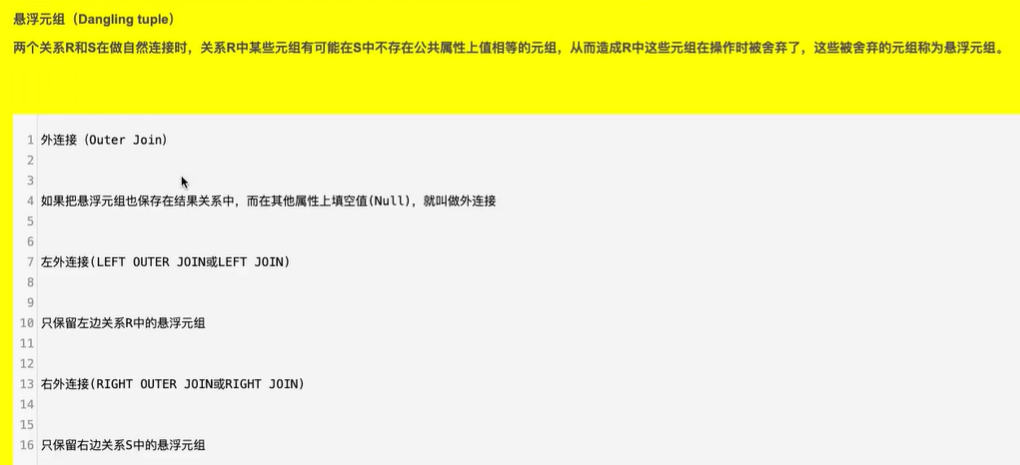 悬浮元组（Dangling tuple）
两个关系R和S在做自然连接时，关系R中某些元组有可能在S中不存在公共属性上值相等的元组，从而造成R中这些元组在操作时被舍弃了，这些被舍弃的元组称为悬浮元组。
1 外连接（Outer Join）
2
3
4 如果把悬浮元组也保存在结果关系中，而在其他属性上填空值(Null)，就叫做外连接
5
6
7 左外连接(LEFT OUTER JOIN或LEFT JOIN)
8
9
10 只保留左边关系R中的悬浮元组
11
12
13 右外连接(RIGHT OUTER JOIN或RIGHT JOIN)
14
15
16 只保留右边关系S中的悬浮元组